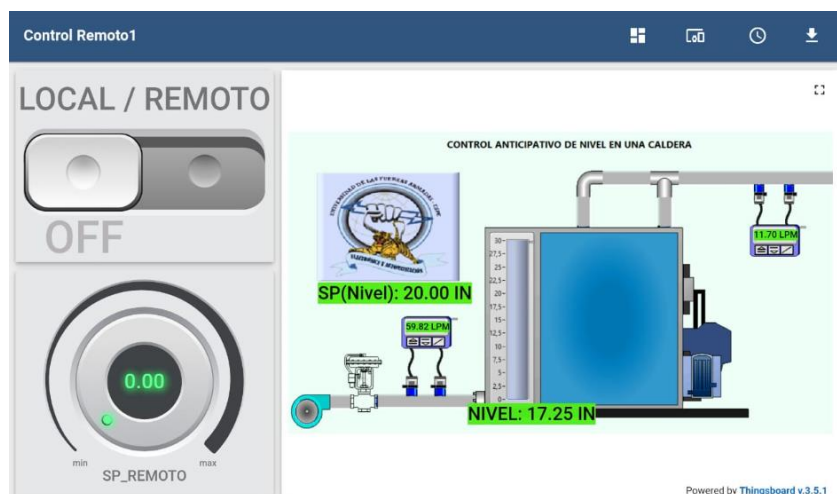 Control Remoto1
LOCAL / REMOTO
OFF
0.00
min
max
SP_REMOTO
CONTROL ANTICIPATIVO DE NIVEL EN UNA CALDERA
SP(Nivel): 20.00 IN
59.82 LPM
11.70 LPM
30
27,5
25
22,5
20
17,5
15
12,5
10
7,5
5
2,5
0
NIVEL: 17.25 IN
Powered by Thingsboard v.3.5.1